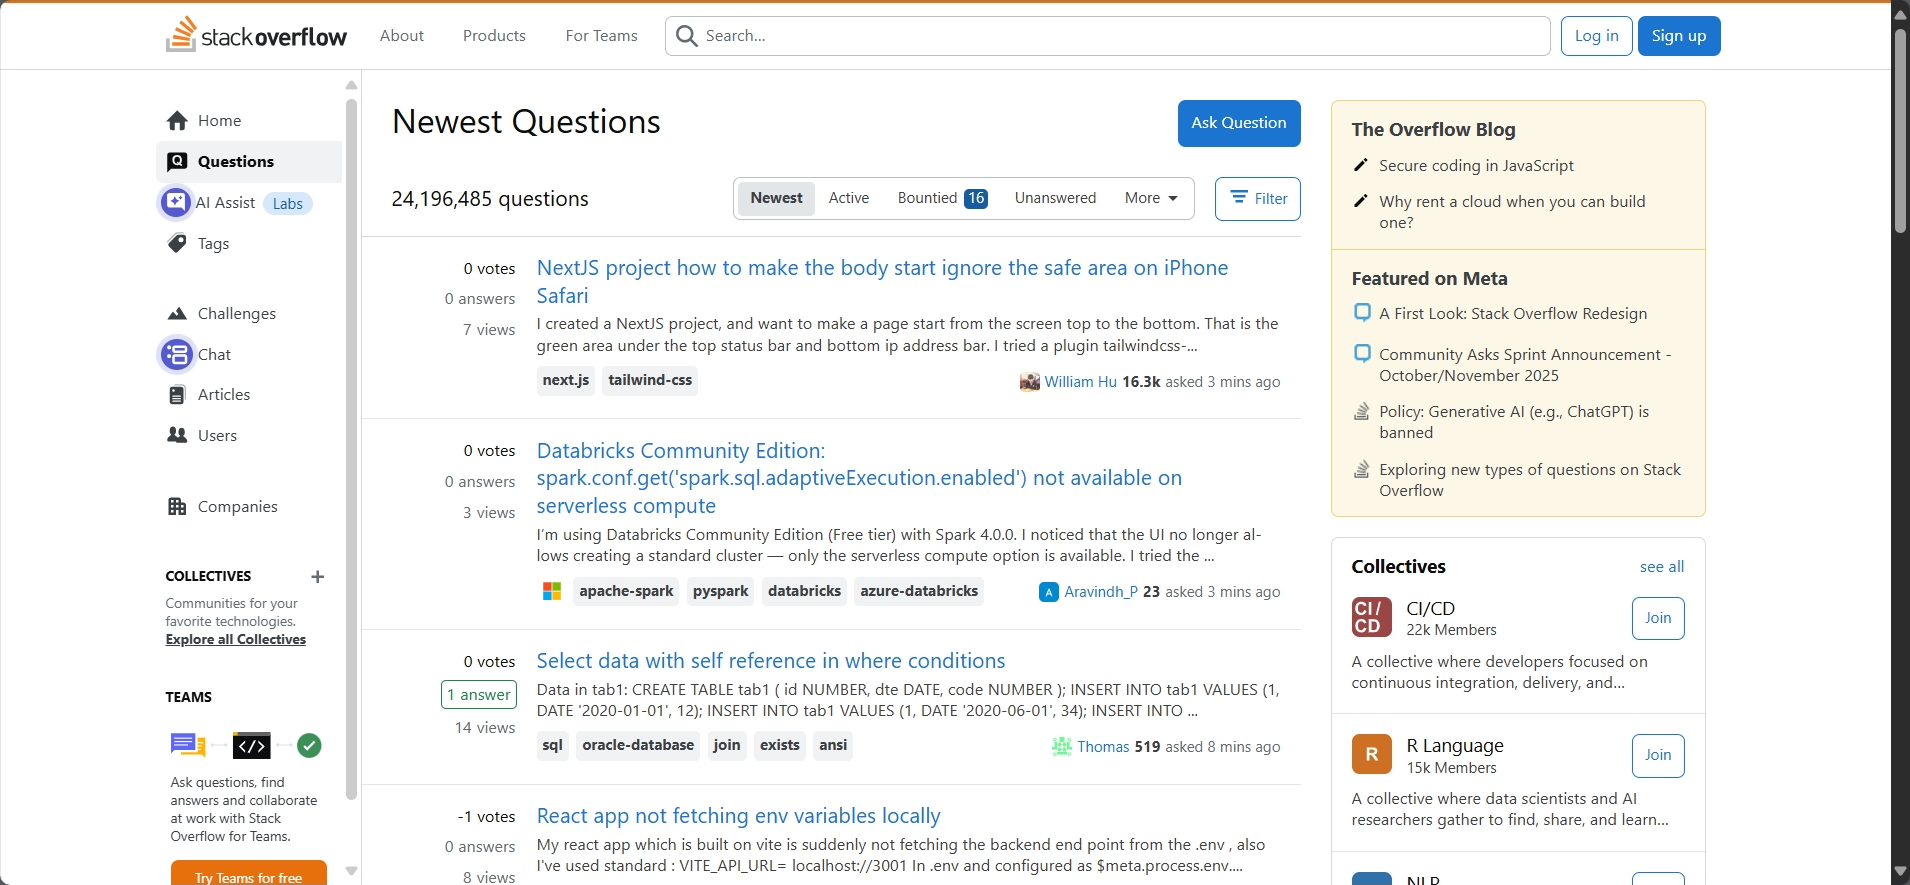 stack overflow
About
Products
For Teams
Search...
Log in
Sign up
Home
Questions
AI Assist
Labs
Tags
Challenges
Chat
Articles
Users
Companies
COLLECTIVES
Communities for your
favorite technologies.
Explore all Collectives
TEAMS
Ask questions, find
answers and collaborate
at work with Stack
Overflow for Teams.
Try Teams for free
Newest Questions
Ask Question
24,196,485 questions
Newest
Active
Bountied 16
Unanswered
More
Filter
0 votes
0 answers
7 views
NextJS project how to make the body start ignore the safe area on iPhone
Safari
I created a NextJS project, and want to make a page start from the screen top to the bottom. That is the
green area under the top status bar and bottom ip address bar. I tried a plugin tailwindcss-...
next.js
tailwind-css
William Hu 16.3k asked 3 mins ago
0 votes
0 answers
3 views
Databricks Community Edition:
spark.conf.get('spark.sql.adaptiveExecution.enabled') not available on
serverless compute
I'm using Databricks Community Edition (Free tier) with Spark 4.0.0. I noticed that the UI no longer al-
lows creating a standard cluster — only the serverless compute option is available. I tried the ...
apache-spark
pyspark
databricks
azure-databricks
A
Aravindh_P 23 asked 3 mins ago
0 votes
1 answer
14 views
Select data with self reference in where conditions
Data in tab1: CREATE TABLE tab1 ( id NUMBER, dte DATE, code NUMBER ); INSERT INTO tab1 VALUES (1,
DATE '2020-01-01', 12); INSERT INTO tab1 VALUES (1, DATE '2020-06-01', 34); INSERT INTO ...
sql
oracle-database
join
exists
ansi
Thomas 519 asked 8 mins ago
-1 votes
0 answers
8 views
React app not fetching env variables locally
My react app which is built on vite is suddenly not fetching the backend end point from the .env , also
I've used standard : VITE_API_URL= localhost://3001 In .env and configured as $meta.process.env....
The Overflow Blog
Secure coding in JavaScript
Why rent a cloud when you can build
one?
Featured on Meta
A First Look: Stack Overflow Redesign
Community Asks Sprint Announcement -
October/November 2025
Policy: Generative AI (e.g., ChatGPT) is
banned
Exploring new types of questions on Stack
Overflow
Collectives
see all
CI/
CD
CI/CD
22k Members
Join
A collective where developers focused on
continuous integration, delivery, and...
R
R Language
15k Members
Join
A collective where data scientists and AI
researchers gather to find, share, and learn...
NLP